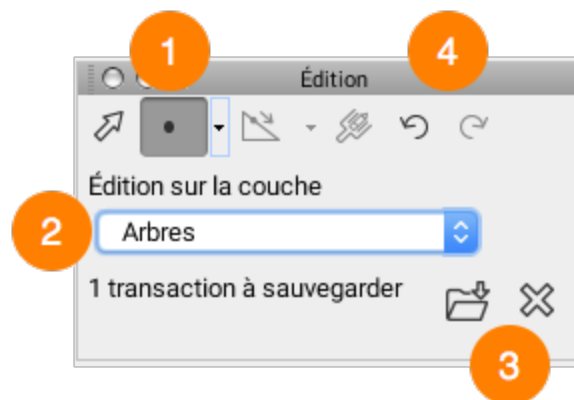 1
4
Édition
Édition sur la couche
2
Arbres
1 transaction à sauvegarder
3